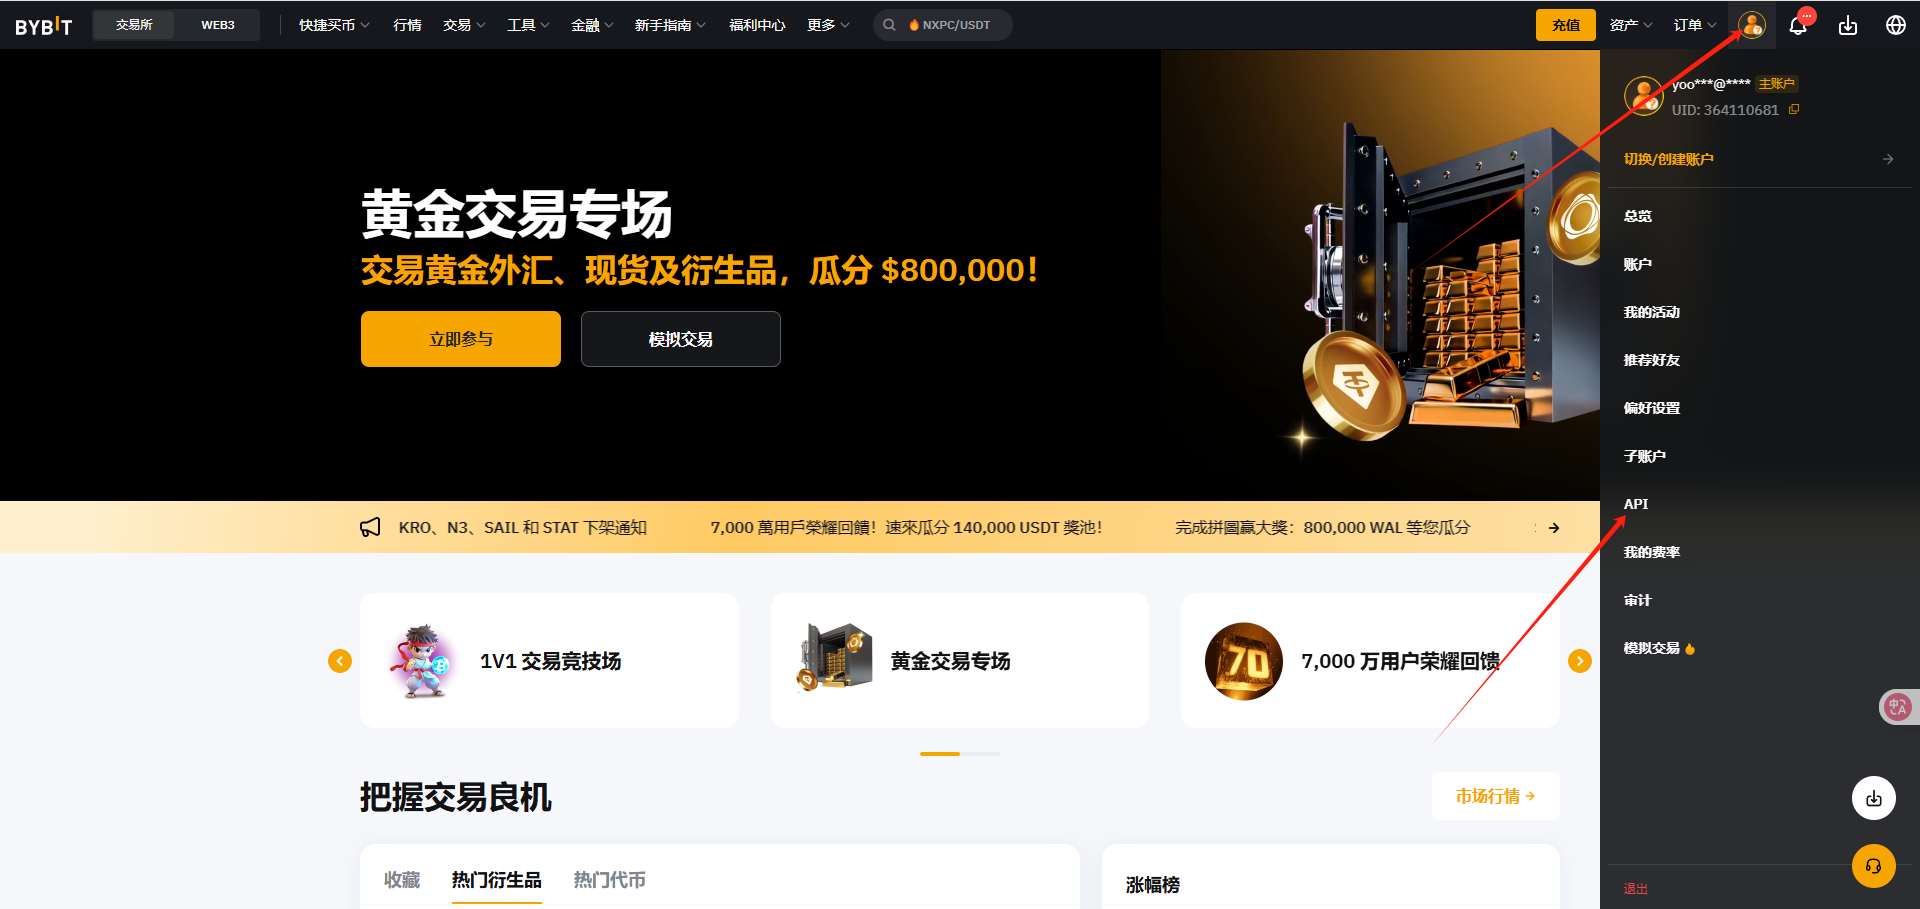 BYBIT 交易所 WEB3 快捷买币 行情 交易 工具 金融 新手指南 福利中心 更多 NXPC/USDT 充值 资产 订单
yoo***@**** 主账户
UID: 364110681
切换/创建账户
总览
账户
我的活动
推荐好友
偏好设置
子账户
API
我的费率
审计
模拟交易
退出
黄金交易专场
交易黄金外汇、现货及衍生品，瓜分 $800,000！
立即参与 模拟交易
KRO、N3、SAIL 和 STAT 下架通知 7,000 萬用戶榮耀回饋！速來瓜分 140,000 USDT 獎池！ 完成拼圖赢大獎：800,000 WAL 等您瓜分
1V1 交易竞技场 黄金交易专场 70 7,000 万用户荣耀回馈
中 A
把握交易良机 市场行情
收藏 热门衍生品 热门代币
涨幅榜